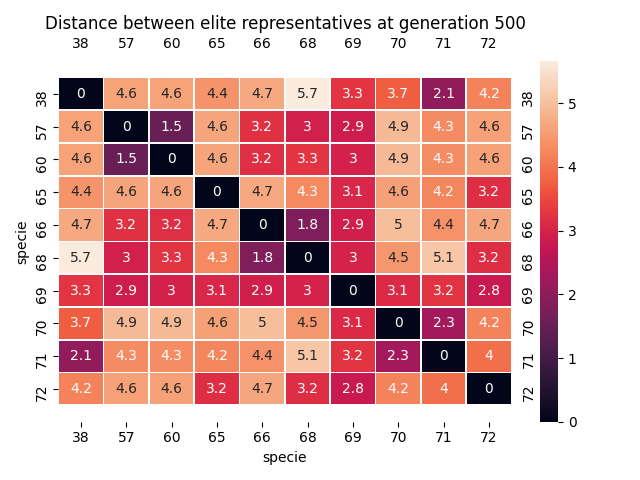 Distance between elite representatives at generation 500
38 57 60 65 66 68 69 70 71 72
38 0 4.6 4.6 4.4 4.7 5.7 3.3 3.7 2.1 4.2 38
57 4.6 0 1.5 4.6 3.2 3 2.9 4.9 4.3 4.6 57
60 4.6 1.5 0 4.6 3.2 3.3 3 4.9 4.3 4.6 60
65 4.4 4.6 4.6 0 4.7 4.3 3.1 4.6 4.2 3.2 65
66 4.7 3.2 3.2 4.7 0 1.8 2.9 5 4.4 4.7 66
68 5.7 3 3.3 4.3 1.8 0 3 4.5 5.1 3.2 68
69 3.3 2.9 3 3.1 2.9 3 0 3.1 3.2 2.8 69
70 3.7 4.9 4.9 4.6 5 4.5 3.1 0 2.3 4.2 70
71 2.1 4.3 4.3 4.2 4.4 5.1 3.2 2.3 0 4 71
72 4.2 4.6 4.6 3.2 4.7 3.2 2.8 4.2 4 0 72
38 57 60 65 66 68 69 70 71 72
specie
specie
5
4
3
2
1
0